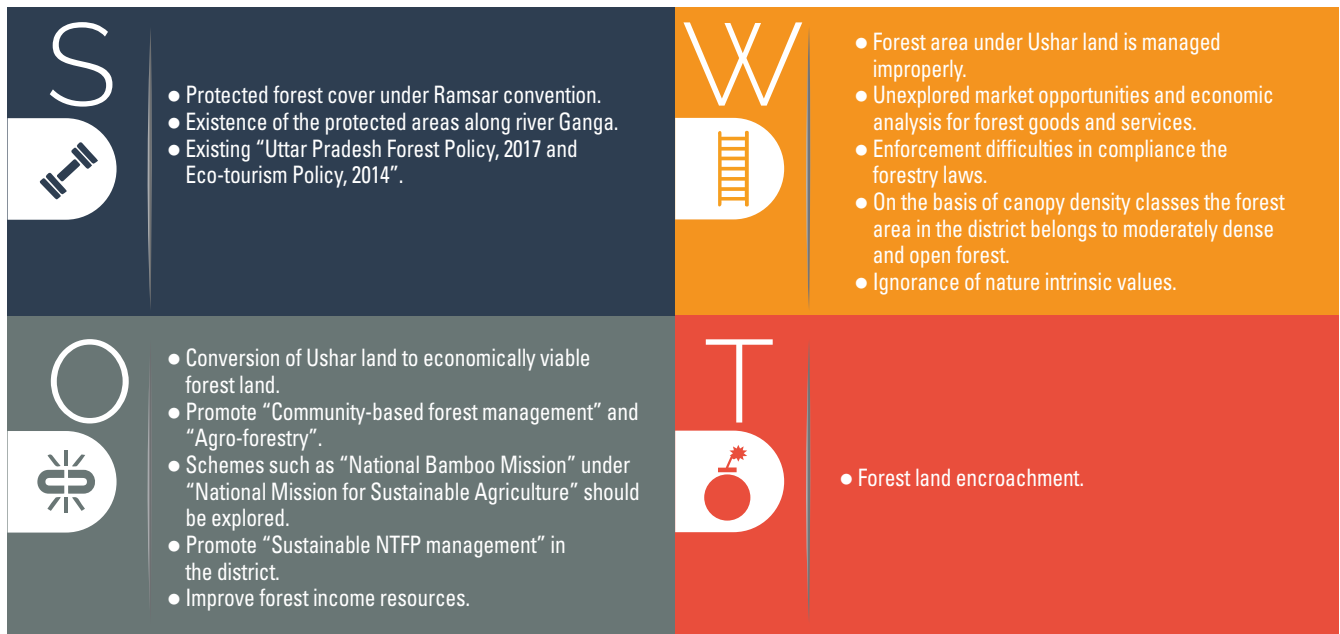 S
● Protected forest cover under Ramsar convention.
● Existence of the protected areas along river Ganga.
● Existing “Uttar Pradesh Forest Policy, 2017 and
Eco-tourism Policy, 2014”.
W
● Forest area under Ushar land is managed
improperly.
● Unexplored market opportunities and economic
analysis for forest goods and services.
● Enforcement difficulties in compliance the
forestry laws.
● On the basis of canopy density classes the forest
area in the district belongs to moderately dense
and open forest.
● Ignorance of nature intrinsic values.
O
● Conversion of Ushar land to economically viable
forest land.
● Promote “Community-based forest management” and
“Agro-forestry”.
● Schemes such as “National Bamboo Mission” under
“National Mission for Sustainable Agriculture” should
be explored.
● Promote “Sustainable NTFP management” in
the district.
● Improve forest income resources.
T
● Forest land encroachment.